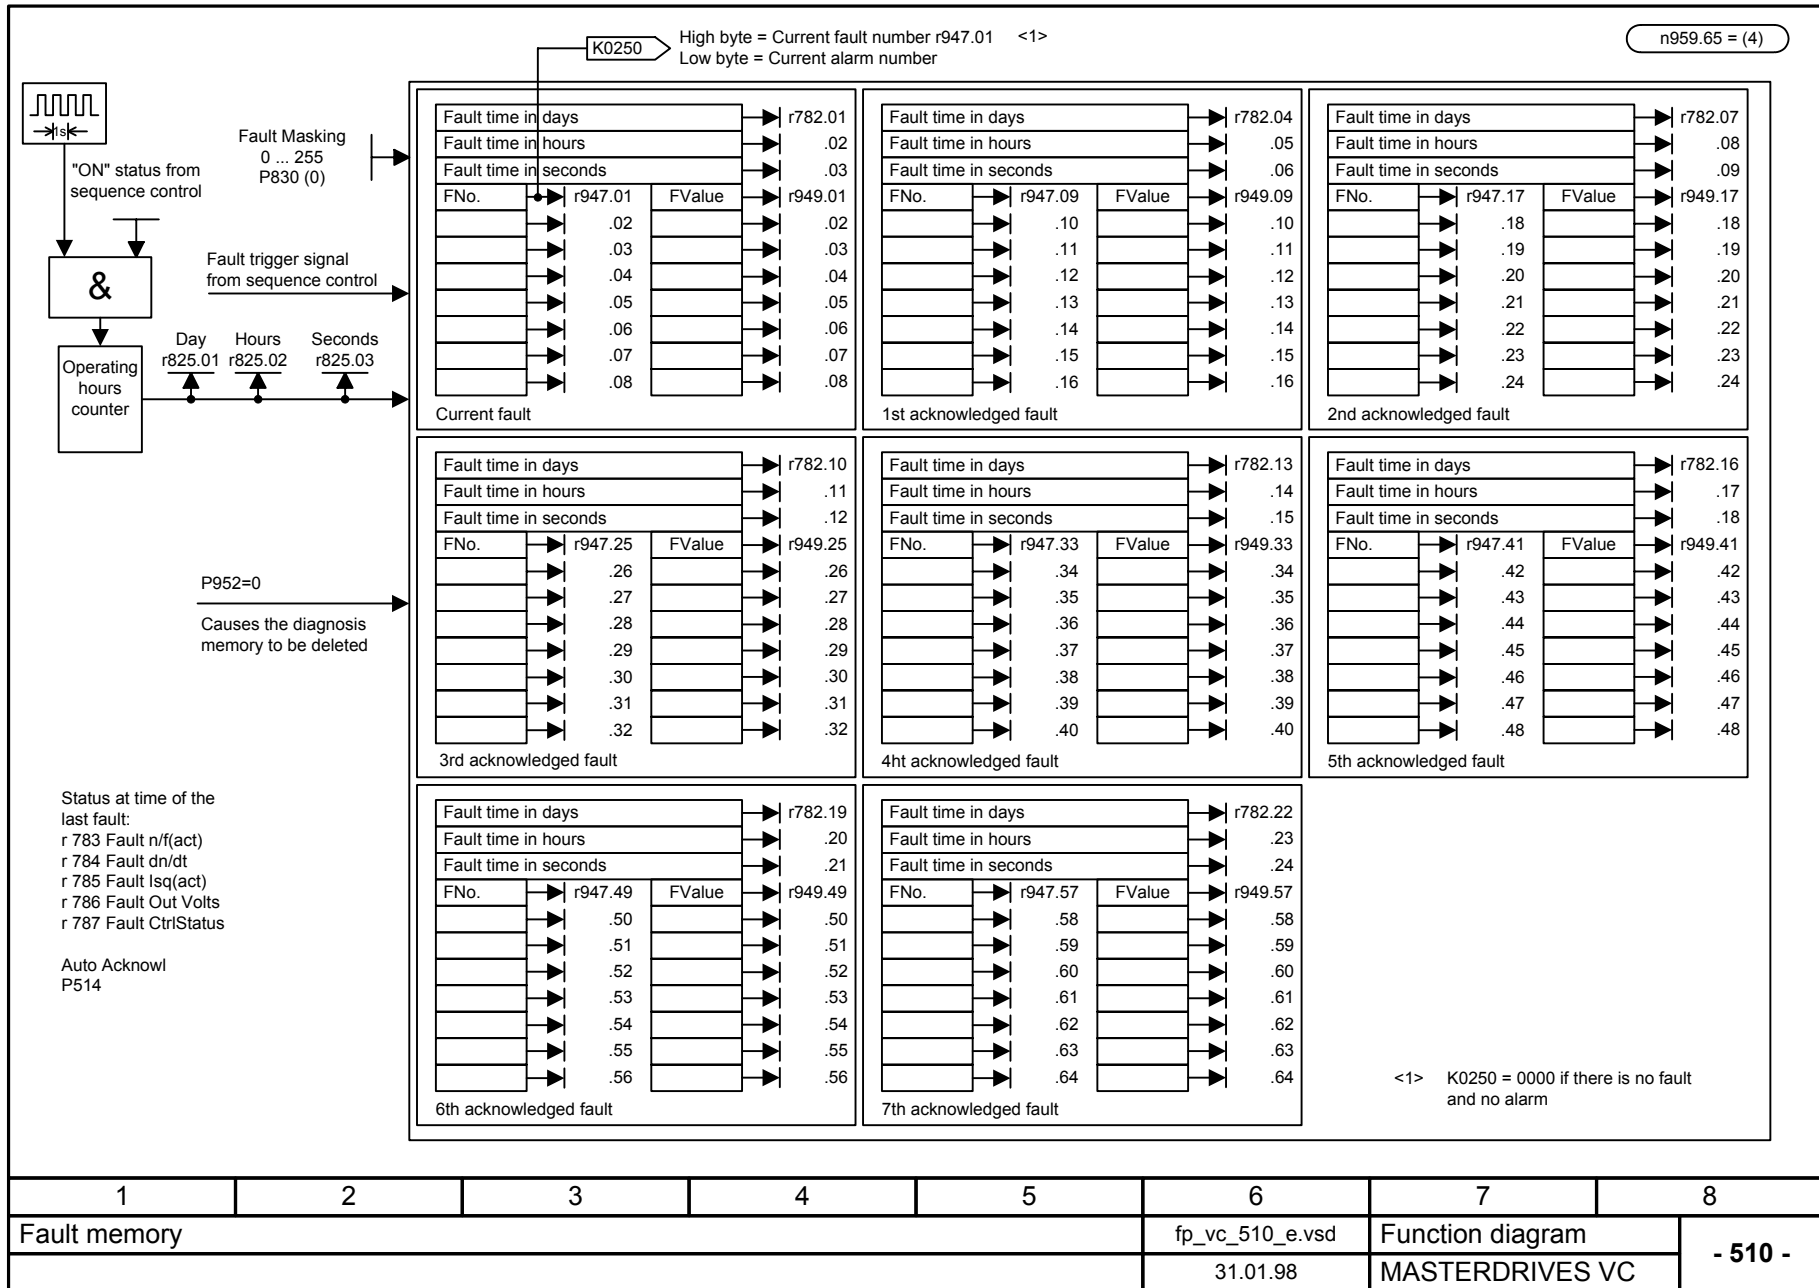 K0250
High byte = Current fault number r947.01 <1>
Low byte = Current alarm number
n959.65 = (4)
1s
"ON" status from
sequence control
&
Operating
hours
counter
Fault Masking
0 ... 255
P830 (0)
Fault trigger signal
from sequence control
Day Hours Seconds
r825.01 r825.02 r825.03
Fault time in days r782.01
Fault time in hours .02
Fault time in seconds .03
FNo. r947.01 FValue r949.01
.02 .02
.03 .03
.04 .04
.05 .05
.06 .06
.07 .07
.08 .08
Current fault
Fault time in days r782.04
Fault time in hours .05
Fault time in seconds .06
FNo. r947.09 FValue r949.09
.10 .10
.11 .11
.12 .12
.13 .13
.14 .14
.15 .15
.16 .16
1st acknowledged fault
Fault time in days r782.07
Fault time in hours .08
Fault time in seconds .09
FNo. r947.17 FValue r949.17
.18 .18
.19 .19
.20 .20
.21 .21
.22 .22
.23 .23
.24 .24
2nd acknowledged fault
P952=0
Causes the diagnosis
memory to be deleted
Fault time in days r782.10
Fault time in hours .11
Fault time in seconds .12
FNo. r947.25 FValue r949.25
.26 .26
.27 .27
.28 .28
.29 .29
.30 .30
.31 .31
.32 .32
3rd acknowledged fault
Fault time in days r782.13
Fault time in hours .14
Fault time in seconds .15
FNo. r947.33 FValue r949.33
.34 .34
.35 .35
.36 .36
.37 .37
.38 .38
.39 .39
.40 .40
4ht acknowledged fault
Fault time in days r782.16
Fault time in hours .17
Fault time in seconds .18
FNo. r947.41 FValue r949.41
.42 .42
.43 .43
.44 .44
.45 .45
.46 .46
.47 .47
.48 .48
5th acknowledged fault
Status at time of the
last fault:
r 783 Fault n/f(act)
r 784 Fault dn/dt
r 785 Fault Isq(act)
r 786 Fault Out Volts
r 787 Fault CtrlStatus
Auto Acknowl
P514
Fault time in days r782.19
Fault time in hours .20
Fault time in seconds .21
FNo. r947.49 FValue r949.49
.50 .50
.51 .51
.52 .52
.53 .53
.54 .54
.55 .55
.56 .56
6th acknowledged fault
Fault time in days r782.22
Fault time in hours .23
Fault time in seconds .24
FNo. r947.57 FValue r949.57
.58 .58
.59 .59
.60 .60
.61 .61
.62 .62
.63 .63
.64 .64
7th acknowledged fault
<1> K0250 = 0000 if there is no fault
and no alarm
1 2 3 4 5 6 7 8
Fault memory fp_vc_510_e.vsd Function diagram - 510 -
31.01.98 MASTERDRIVES VC